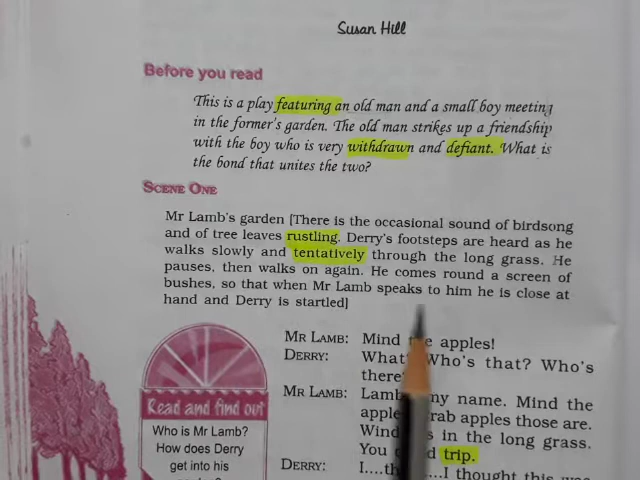 Susan Hill
Before you read
This is a play featuring an old man and a small boy meeting
in the former's garden. The old man strikes up a friendship
with the boy who is very withdrawn and defiant. What is
the bond that unites the two?
SCENE ONE
Mr Lamb's garden [There is the occasional sound of birdsong
and of tree leaves rustling. Derry's footsteps are heard as he
walks slowly and tentatively through the long grass. He
pauses, then walks on again. He comes round a screen of
bushes, so that when Mr Lamb speaks to him he is close at
hand and Derry is startled]
MR LAMB: Mind the apples!
DERRY: What? Who's that? Who's
there?
MR LAMB: Lamb my name. Mind the
apple rab apples those are.
Wind s in the long grass.
You d trip.
DERRY: I....th ....I thought this was
Read and find out
Who is Mr Lamb?
How does Derry
get into his